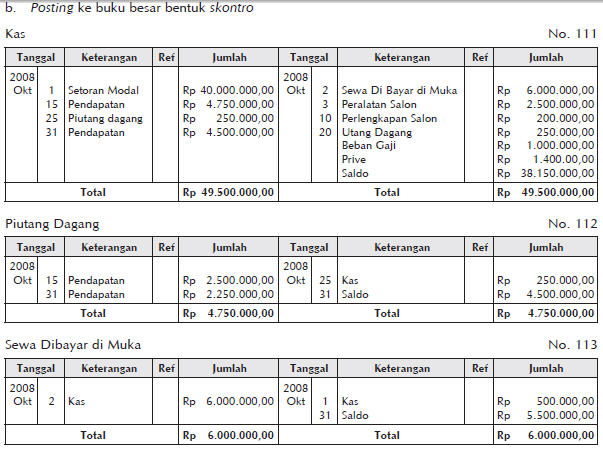 b. Posting ke buku besar bentuk skontro
Kas No. 111
Tanggal Keterangan Ref Jumlah Tanggal Keterangan Ref Jumlah
2008 2008
Okt 1 Setoran Modal Rp 40.000.000,00 Okt 2 Sewa Di Bayar di Muka Rp 6.000.000,00
15 Pendapatan Rp 4.750.000,00 3 Peralatan Salon Rp 2.500.000,00
25 Piutang dagang Rp 250.000,00 10 Perlengkapan Salon Rp 200.000,00
31 Pendapatan Rp 4.500.000,00 20 Utang Dagang Rp 250.000,00
Beban Gaji Rp 1.000.000,00
Prive Rp 1.400.00,00
Saldo Rp 38.150.000,00
Total Rp 49.500.000,00 Total Rp 49.500.000,00
Piutang Dagang No. 112
Tanggal Keterangan Ref Jumlah Tanggal Keterangan Ref Jumlah
2008 2008
Okt 15 Pendapatan Rp 2.500.000,00 Okt 25 Kas Rp 250.000,00
31 Pendapatan Rp 2.250.000,00 31 Saldo Rp 4.500.000,00
Total Rp 4.750.000,00 Total Rp 4.750.000,00
Sewa Dibayar di Muka No. 113
Tanggal Keterangan Ref Jumlah Tanggal Keterangan Ref Jumlah
2008 2008
Okt 2 Kas Rp 6.000.000,00 Okt 1 Kas Rp 500.000,00
31 Saldo Rp 5.500.000,00
Total Rp 6.000.000,00 Total Rp 6.000.000,00